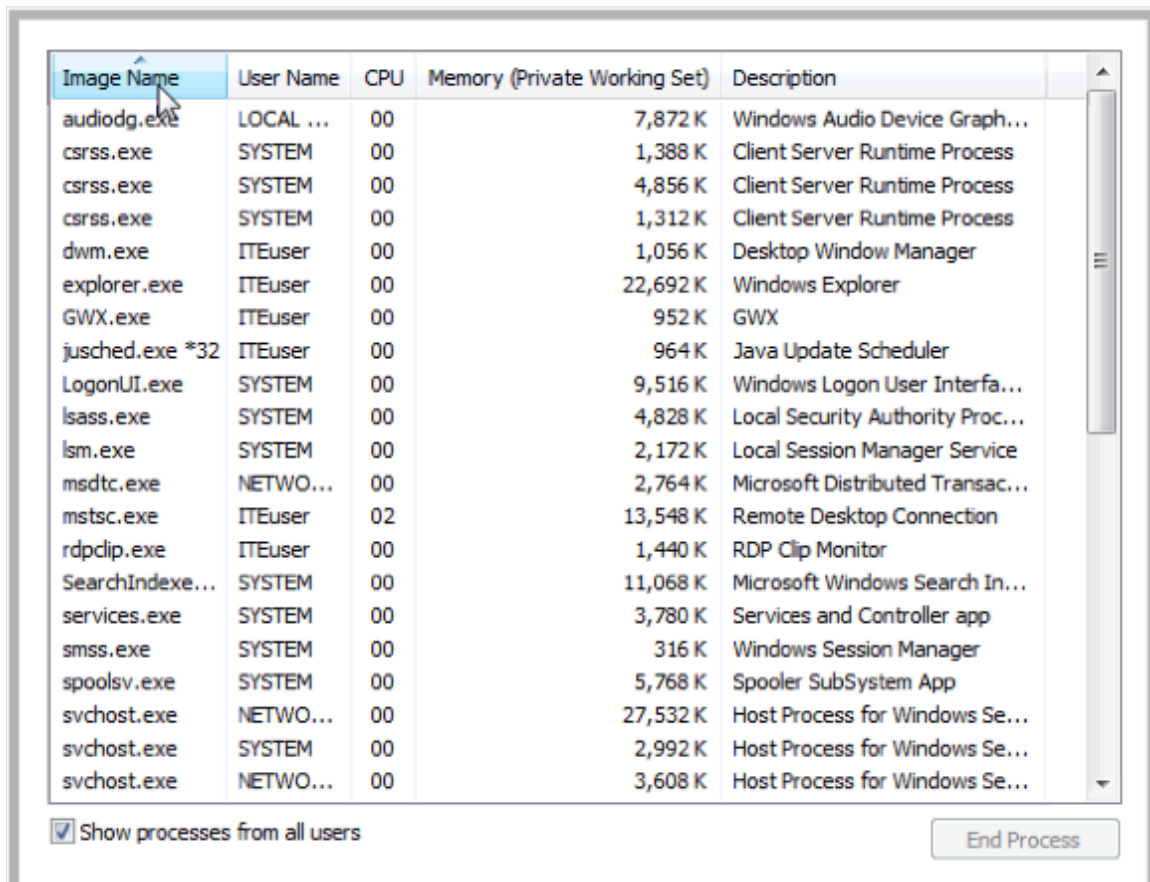 Image Name User Name CPU Memory (Private Working Set) Description
audiodg.exe LOCAL ... 00 7,872 K Windows Audio Device Graph...
csrss.exe SYSTEM 00 1,388 K Client Server Runtime Process
csrss.exe SYSTEM 00 4,856 K Client Server Runtime Process
csrss.exe SYSTEM 00 1,312 K Client Server Runtime Process
dwm.exe ITEuser 00 1,056 K Desktop Window Manager
explorer.exe ITEuser 00 22,692 K Windows Explorer
GWX.exe ITEuser 00 952 K GWX
jusched.exe *32 ITEuser 00 964 K Java Update Scheduler
LogonUI.exe SYSTEM 00 9,516 K Windows Logon User Interfa...
lsass.exe SYSTEM 00 4,828 K Local Security Authority Proc...
lsm.exe SYSTEM 00 2,172 K Local Session Manager Service
msdtc.exe NETWO... 00 2,764 K Microsoft Distributed Transac...
mstsc.exe ITEuser 02 13,548 K Remote Desktop Connection
rdpclip.exe ITEuser 00 1,440 K RDP Clip Monitor
SearchIndexe... SYSTEM 00 11,068 K Microsoft Windows Search In...
services.exe SYSTEM 00 3,780 K Services and Controller app
smss.exe SYSTEM 00 316 K Windows Session Manager
spoolsv.exe SYSTEM 00 5,768 K Spooler SubSystem App
svchost.exe NETWO... 00 27,532 K Host Process for Windows Se...
svchost.exe SYSTEM 00 2,992 K Host Process for Windows Se...
svchost.exe NETWO... 00 3,608 K Host Process for Windows Se...
Show processes from all users
End Process